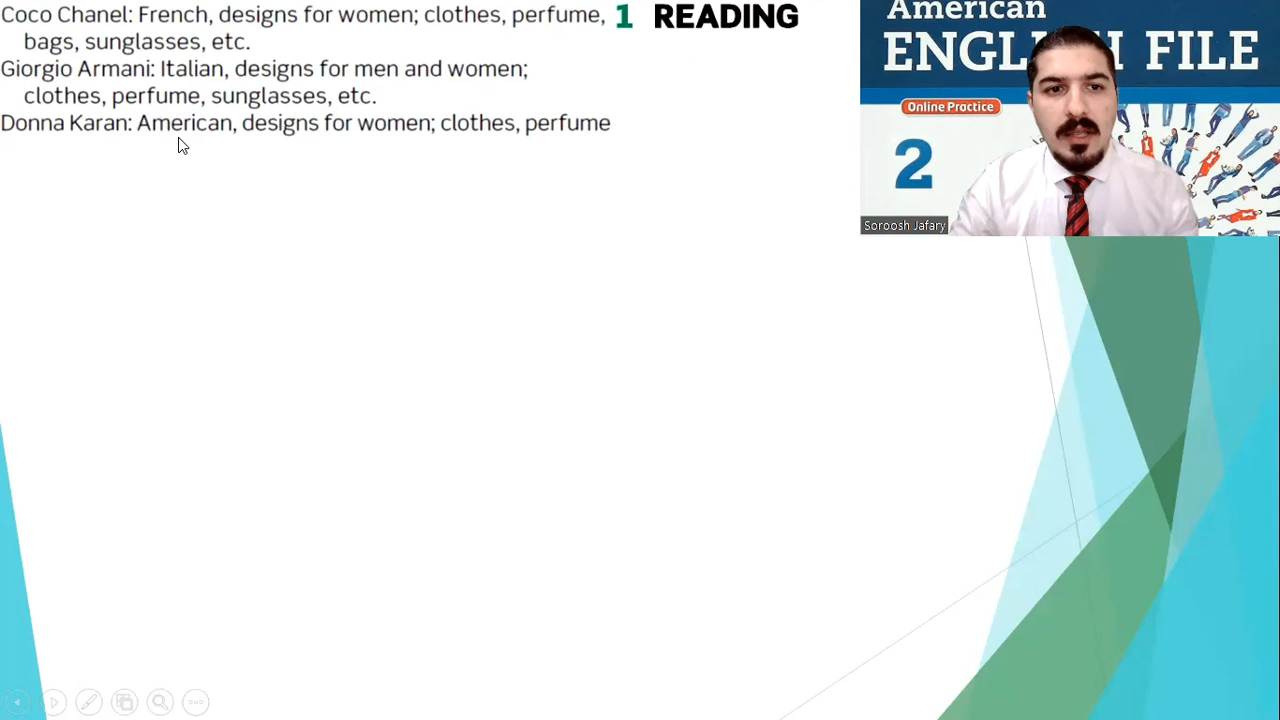 Coco Chanel: French, designs for women; clothes, perfume,
bags, sunglasses, etc.
Giorgio Armani: Italian, designs for men and women;
clothes, perfume, sunglasses, etc.
Donna Karan: American, designs for women; clothes, perfume
1 READING
American
ENGL H FILE
Online Practice
2
Soroosh Jafary